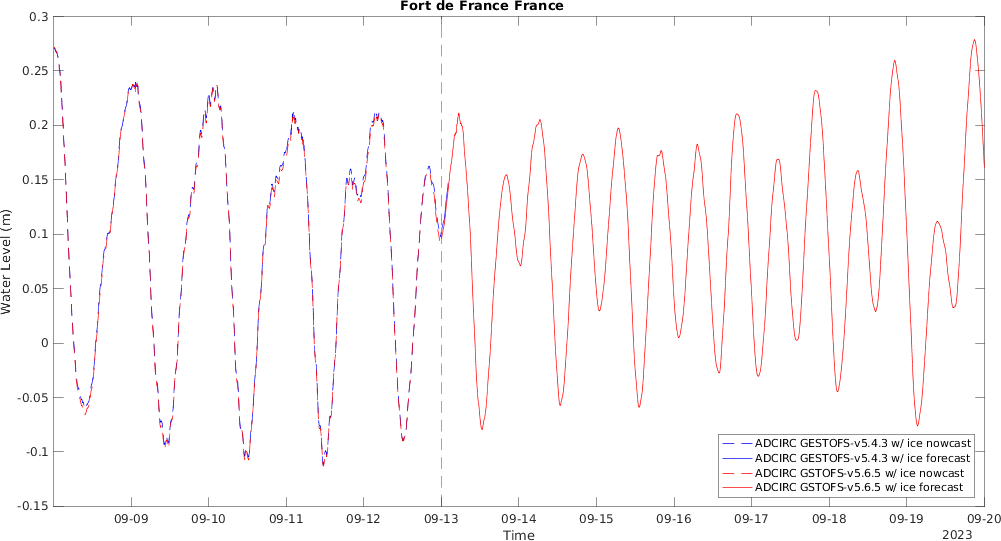 Fort de France France
0.3
0.25
0.2
0.15
0.1
0.05
0
-0.05
-0.1
-0.15
Water Level (m)
09-09 09-10 09-11 09-12 09-13 09-14 09-15 09-16 09-17 09-18 09-19 09-20
Time
2023
ADCIRC GESTOFS-v5.4.3 w/ ice nowcast
ADCIRC GESTOFS-v5.4.3 w/ ice forecast
ADCIRC GSTOFS-v5.6.5 w/ ice nowcast
ADCIRC GSTOFS-v5.6.5 w/ ice forecast